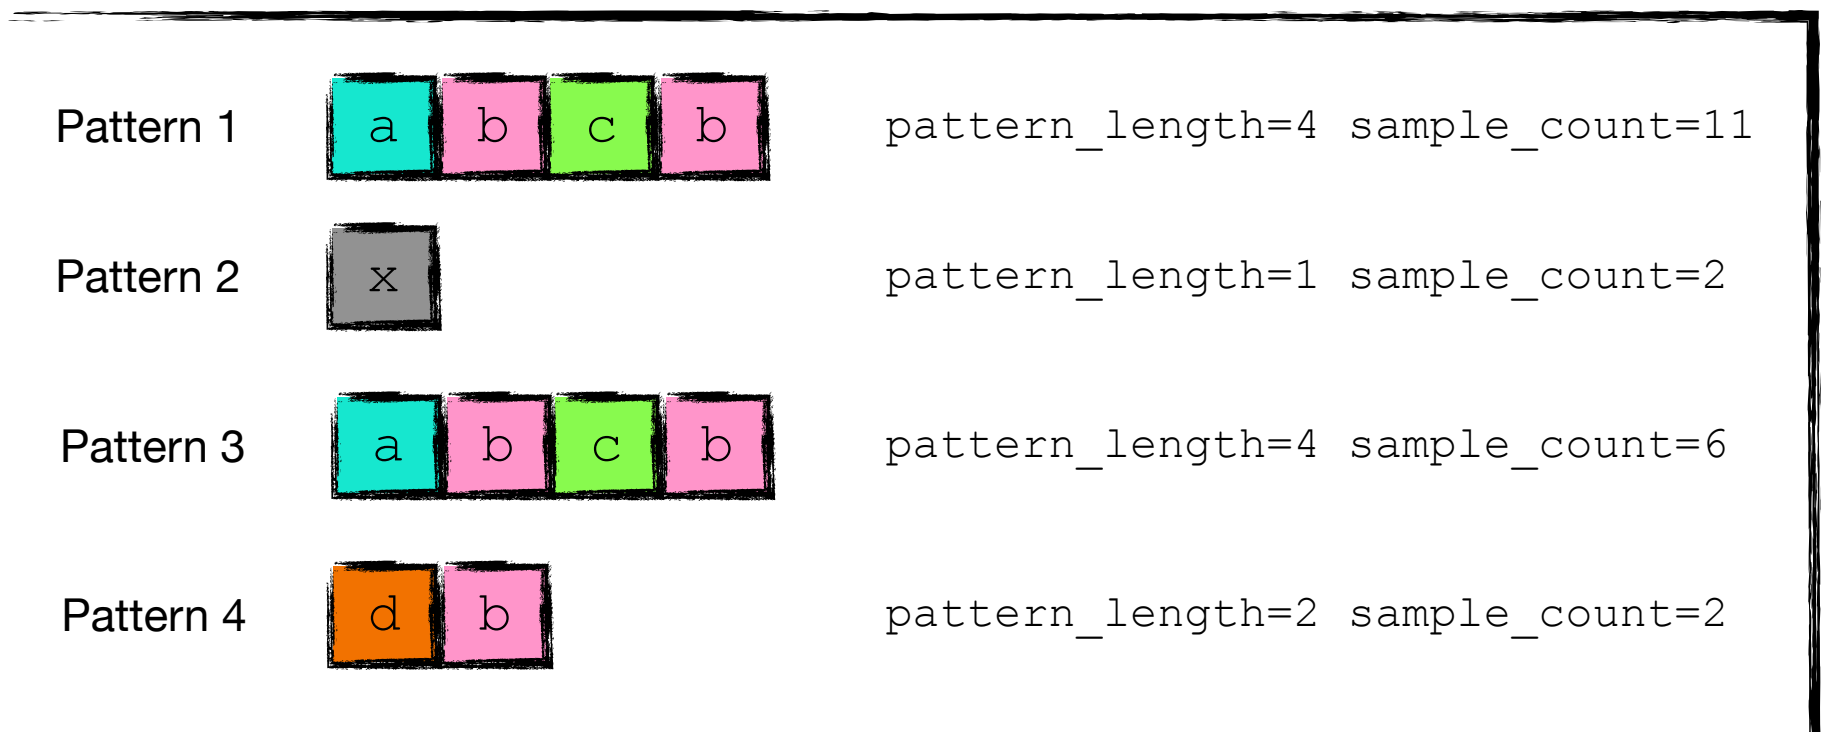 Pattern 1 a b c b pattern_length=4 sample_count=11
Pattern 2 x pattern_length=1 sample_count=2
Pattern 3 a b c b pattern_length=4 sample_count=6
Pattern 4 d b pattern_length=2 sample_count=2